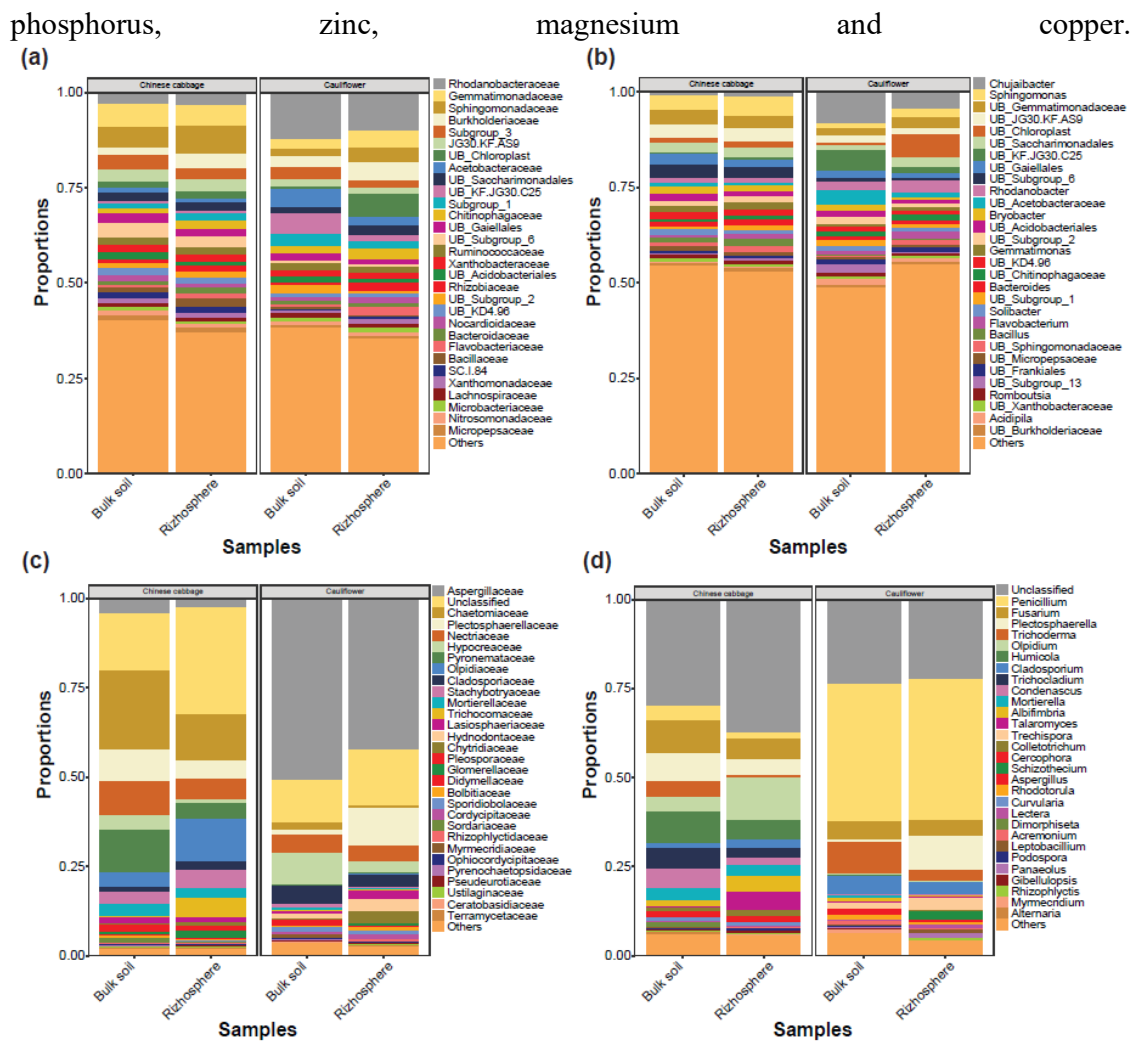 phosphorus, zinc, magnesium and copper.
(a)
Chinese cabbage
Cauliflower
1.00
0.75
0.50
0.25
0.00
Proportions
Bulk soil
Rizhosphere
Bulk soil
Rizhosphere
Samples
Rhodanobacteraceae
Gemmatimonadaceae
Sphingomonadaceae
Burkholderiaceae
Subgroup_3
JG30.KF.AS9
UB_Chloroplast
Acetobacteraceae
UB_Saccharimonadales
UB_KF.JG30.C25
Subgroup_1
Chitinophagaceae
UB_Gaiellales
UB_Subgroup_6
Ruminococcaceae
Xanthobacteraceae
UB_Acidobacteriales
Rhizobiaceae
UB_Subgroup_2
UB_KD4.96
Nocardioidaceae
Bacteroidaceae
Flavobacteriaceae
Bacillaceae
SC.I.84
Xanthomonadaceae
Lachnospiraceae
Microbacteriaceae
Nitrosomonadaceae
Micropepsaceae
Others
(b)
Chinese cabbage
Cauliflower
1.00
0.75
0.50
0.25
0.00
Proportions
Bulk soil
Rizhosphere
Bulk soil
Rizhosphere
Samples
Chujaibacter
Sphingomonas
UB_Gemmatimonadaceae
UB_JG30.KF.AS9
UB_Chloroplast
UB_Saccharimonadales
UB_KF.JG30.C25
UB_Gaiellales
UB_Subgroup_6
Rhodanobacter
UB_Acetobacteraceae
Bryobacter
UB_Acidobacteriales
UB_Subgroup_2
Gemmatimonas
UB_KD4.96
UB_Chitinophagaceae
Bacteroides
UB_Subgroup_1
Solibacter
Flavobacterium
Bacillus
UB_Sphingomonadaceae
UB_Micropepsaceae
UB_Frankiales
UB_Subgroup_13
Romboutsia
UB_Xanthobacteraceae
Acidipila
UB_Burkholderiaceae
Others
(c)
Chinese cabbage
Cauliflower
1.00
0.75
0.50
0.25
0.00
Proportions
Bulk soil
Rizhosphere
Bulk soil
Rizhosphere
Samples
Aspergillaceae
Unclassified
Chaetomiaceae
Plectosphaerellaceae
Nectriaceae
Hypocreaceae
Pyronemataceae
Olpidiaceae
Cladosporiaceae
Stachybotryaceae
Mortierellaceae
Trichocomaceae
Lasiosphaeriaceae
Hydnodontaceae
Chytridiaceae
Pleosporaceae
Glomerellaceae
Didymellaceae
Bolbitiaceae
Sporidiobolaceae
Cordycipitaceae
Sordariaceae
Rhizophlyctidaceae
Myrmecridiaceae
Ophiocordycipitaceae
Pyrenochaetopsidaceae
Pseudeurotiaceae
Ustilaginaceae
Ceratobasidiaceae
Terramycetaceae
Others
(d)
Chinese cabbage
Cauliflower
1.00
0.75
0.50
0.25
0.00
Proportions
Bulk soil
Rizhosphere
Bulk soil
Rizhosphere
Samples
Unclassified
Penicillium
Fusarium
Plectosphaerella
Trichoderma
Olpidium
Humicola
Cladosporium
Trichocladium
Condenascus
Mortierella
Albifimbria
Talaromyces
Trechispora
Colletotrichum
Cercophora
Schizothecium
Aspergillus
Rhodotorula
Curvularia
Lectera
Dimorphiseta
Acremonium
Leptobacillium
Podospora
Panaeolus
Gibellulopsis
Rhizophlyctis
Myrmecridium
Alternaria
Others